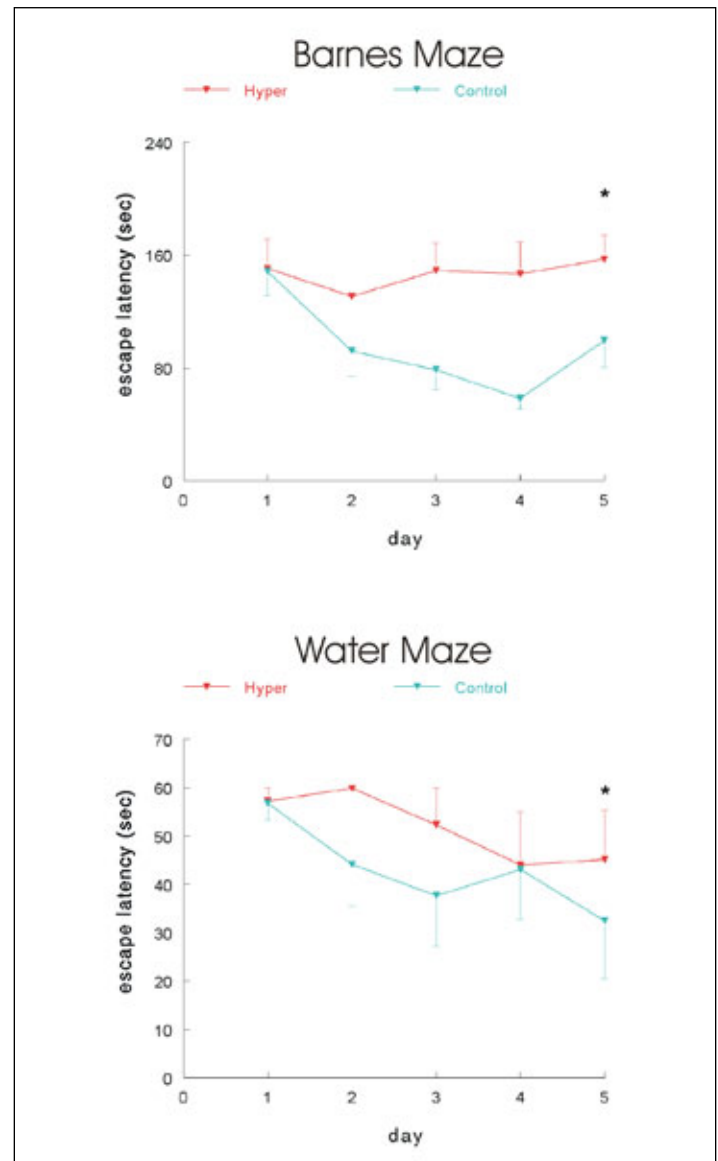 Barnes Maze
Hyper Control
240
160
80
0
escape latency (sec)
0 1 2 3 4 5
day
*
Water Maze
Hyper Control
70
60
50
40
30
20
10
0
escape latency (sec)
0 1 2 3 4 5
day
*